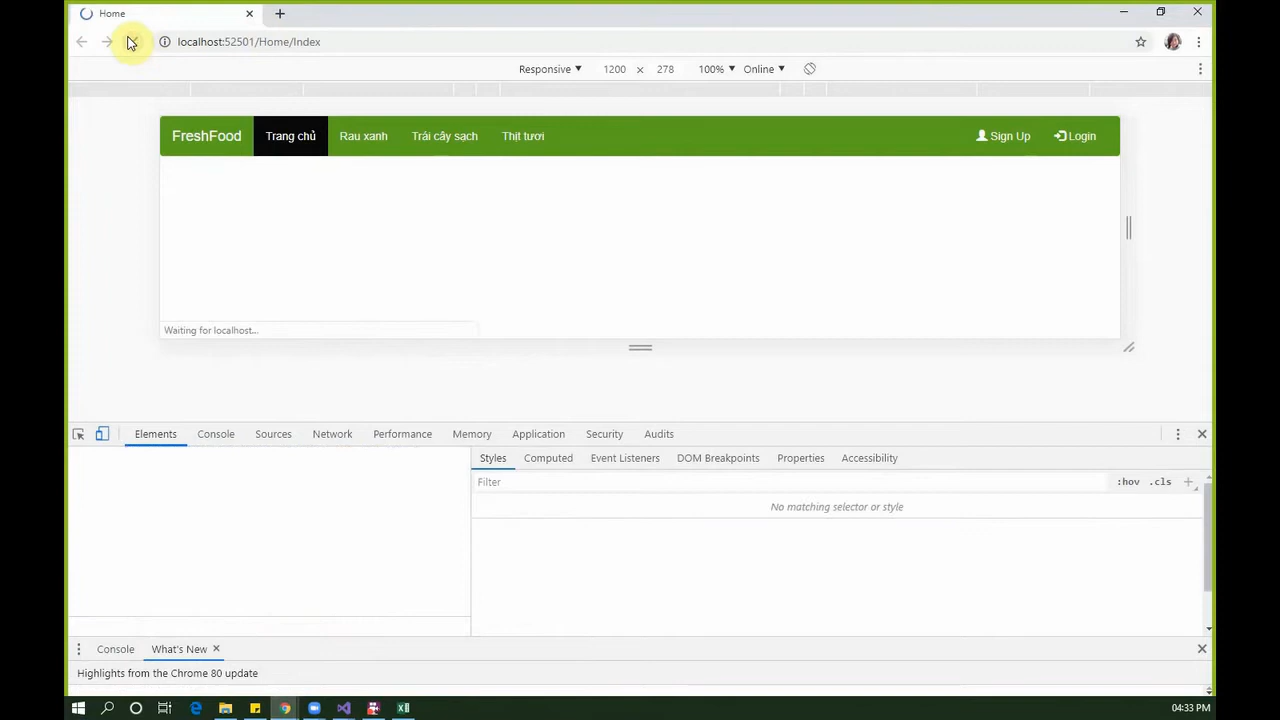 Home
localhost:52501/Home/Index
Responsive 1200 × 278 100% Online
FreshFood Trang chủ Rau xanh Trái cây sạch Thịt tươi Sign Up Login
Waiting for localhost...
Elements Console Sources Network Performance Memory Application Security Audits
Styles Computed Event Listeners DOM Breakpoints Properties Accessibility
Filter :hov .cls
No matching selector or style
Console What's New
Highlights from the Chrome 80 update
04:33 PM